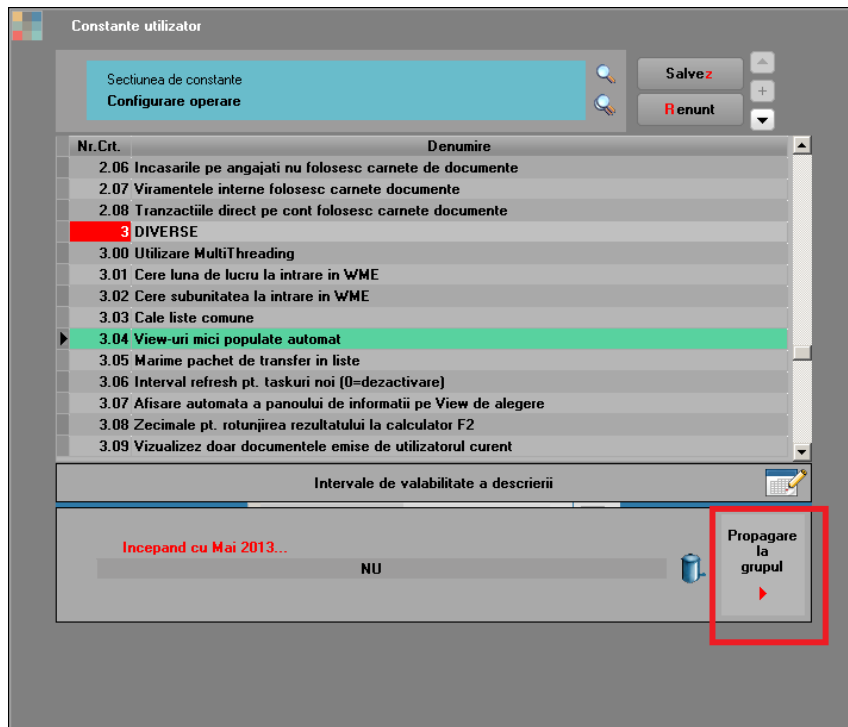 Constante utilizator
Sectiunea de constante
Configurare operare
Salvez
Renunt
Nr.Crt. Denumire
2.06 Incasarile pe angajati nu folosesc carnete de documente
2.07 Viramentele interne folosesc carnete documente
2.08 Tranzactiile direct pe cont folosesc carnete documente
3 DIVERSE
3.00 Utilizare MultiThreading
3.01 Cere luna de lucru la intrare in WME
3.02 Cere subunitatea la intrare in WME
3.03 Cale liste comune
3.04 View-uri mici populate automat
3.05 Marime pachet de transfer in liste
3.06 Interval refresh pt. taskuri noi (0=dezactivare)
3.07 Afisare automata a panoului de informatii pe View de alegere
3.08 Zecimale pt. rotunjirea rezultatului la calculator F2
3.09 Vizualizez doar documentele emise de utilizatorul curent
Intervale de valabilitate a descrierii
Incepand cu Mai 2013...
NU
Propagare
la
grupul